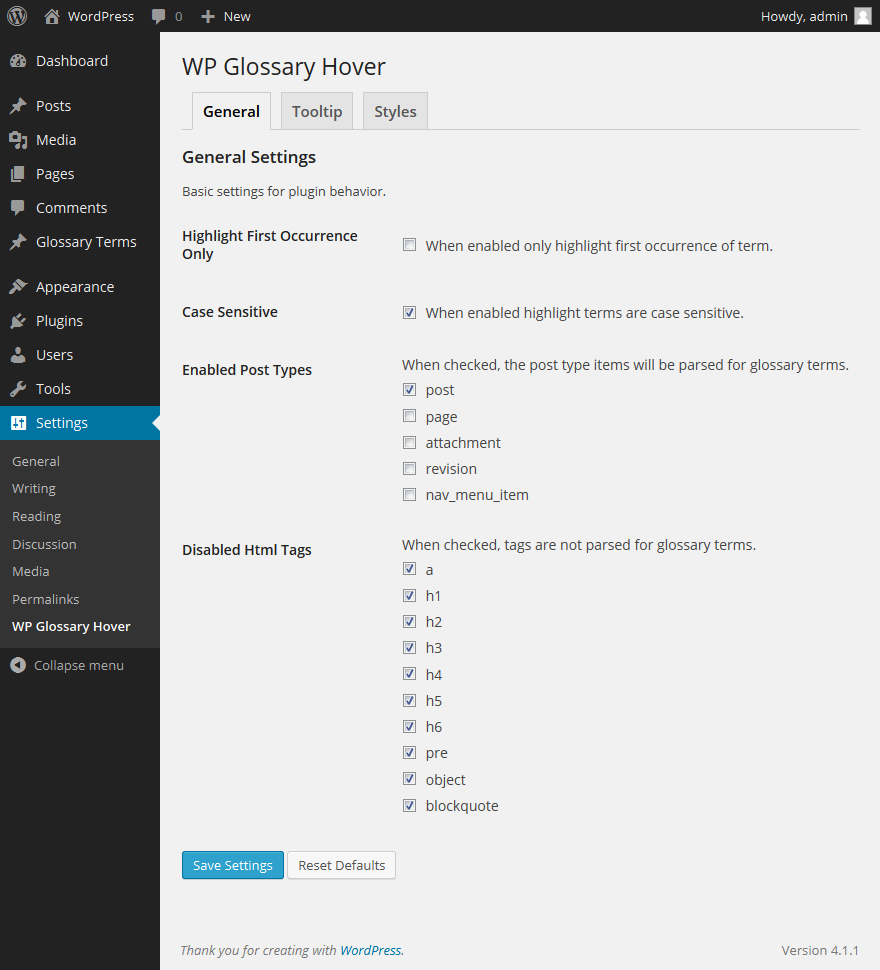 WordPress 0 New Howdy, admin
Dashboard
Posts
Media
Pages
Comments
Glossary Terms
Appearance
Plugins
Users
Tools
Settings
General
Writing
Reading
Discussion
Media
Permalinks
WP Glossary Hover
Collapse menu
WP Glossary Hover
General Tooltip Styles
General Settings
Basic settings for plugin behavior.
Highlight First Occurrence
Only
When enabled only highlight first occurrence of term.
Case Sensitive
When enabled highlight terms are case sensitive.
Enabled Post Types
When checked, the post type items will be parsed for glossary terms.
post
page
attachment
revision
nav_menu_item
Disabled Html Tags
When checked, tags are not parsed for glossary terms.
a
h1
h2
h3
h4
h5
h6
pre
object
blockquote
Save Settings Reset Defaults
Thank you for creating with WordPress. Version 4.1.1